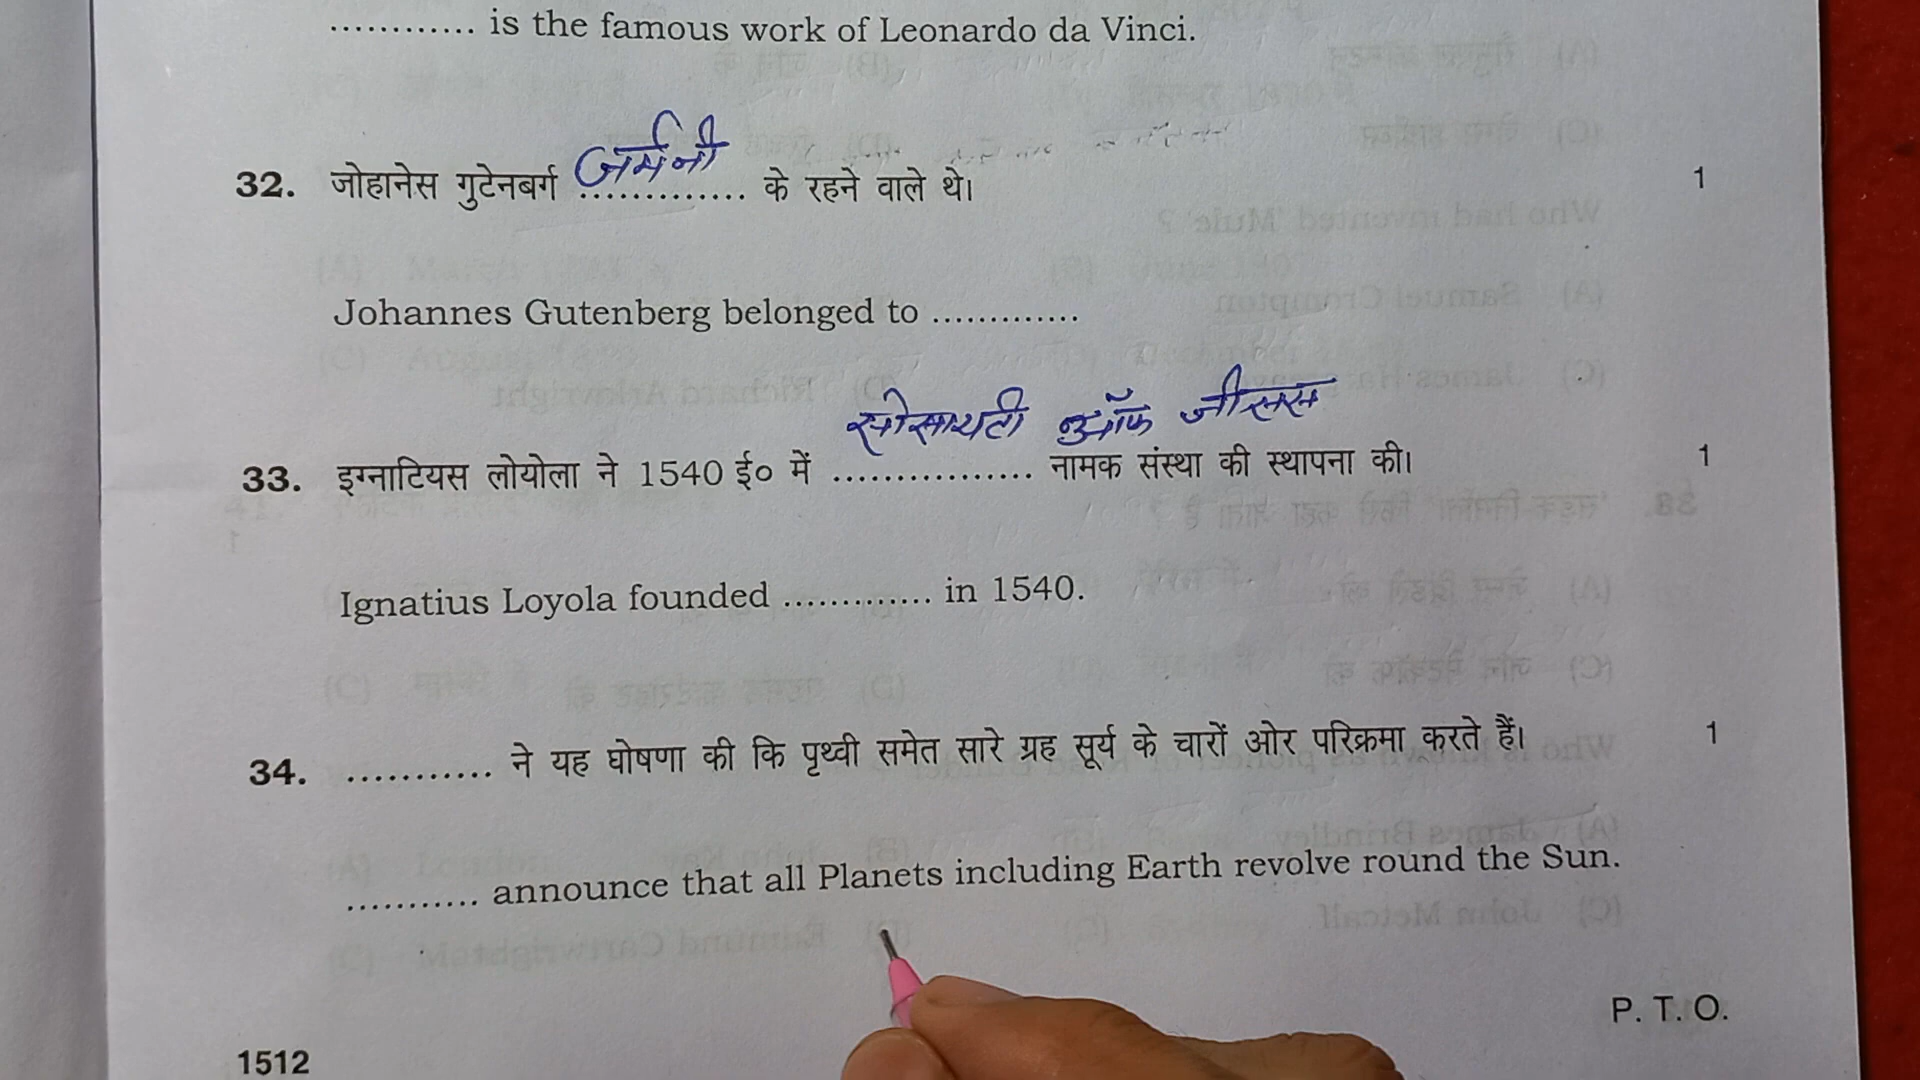 ............ is the famous work of Leonardo da Vinci.
32. जोहानेस गुटेनबर्ग जर्मनी ............. के रहने वाले थे। 1
Johannes Gutenberg belonged to .............
सोसायटी ऑफ जीसस
33. इग्नाटियस लोयोला ने 1540 ई० में ................ नामक संस्था की स्थापना की। 1
Ignatius Loyola founded ............. in 1540.
34. ............ ने यह घोषणा की कि पृथ्वी समेत सारे ग्रह सूर्य के चारों ओर परिक्रमा करते हैं। 1
........... announce that all Planets including Earth revolve round the Sun.
P. T. O.
1512